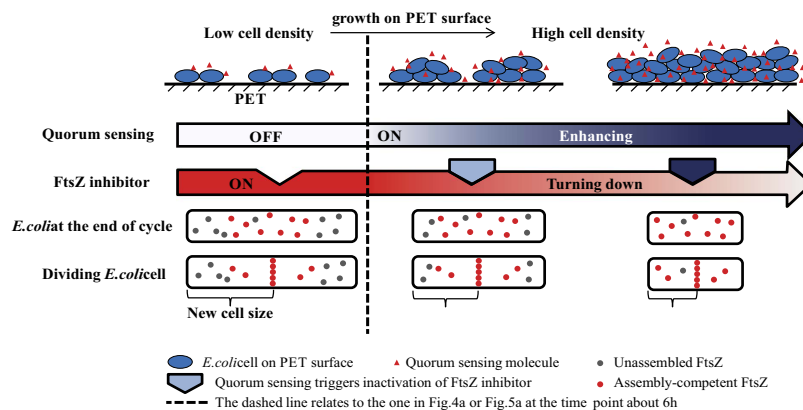 growth on PET surface
Low cell density
High cell density
PET
Quorum sensing
OFF
ON
Enhancing
FtsZ inhibitor
ON
Turning down
E.coliat the end of cycle
Dividing E.colicell
New cell size
E.colicell on PET surface
Quorum sensing molecule
Unassembled FtsZ
Quorum sensing triggers inactivation of FtsZ inhibitor
Assembly-competent FtsZ
The dashed line relates to the one in Fig.4a or Fig.5a at the time point about 6h